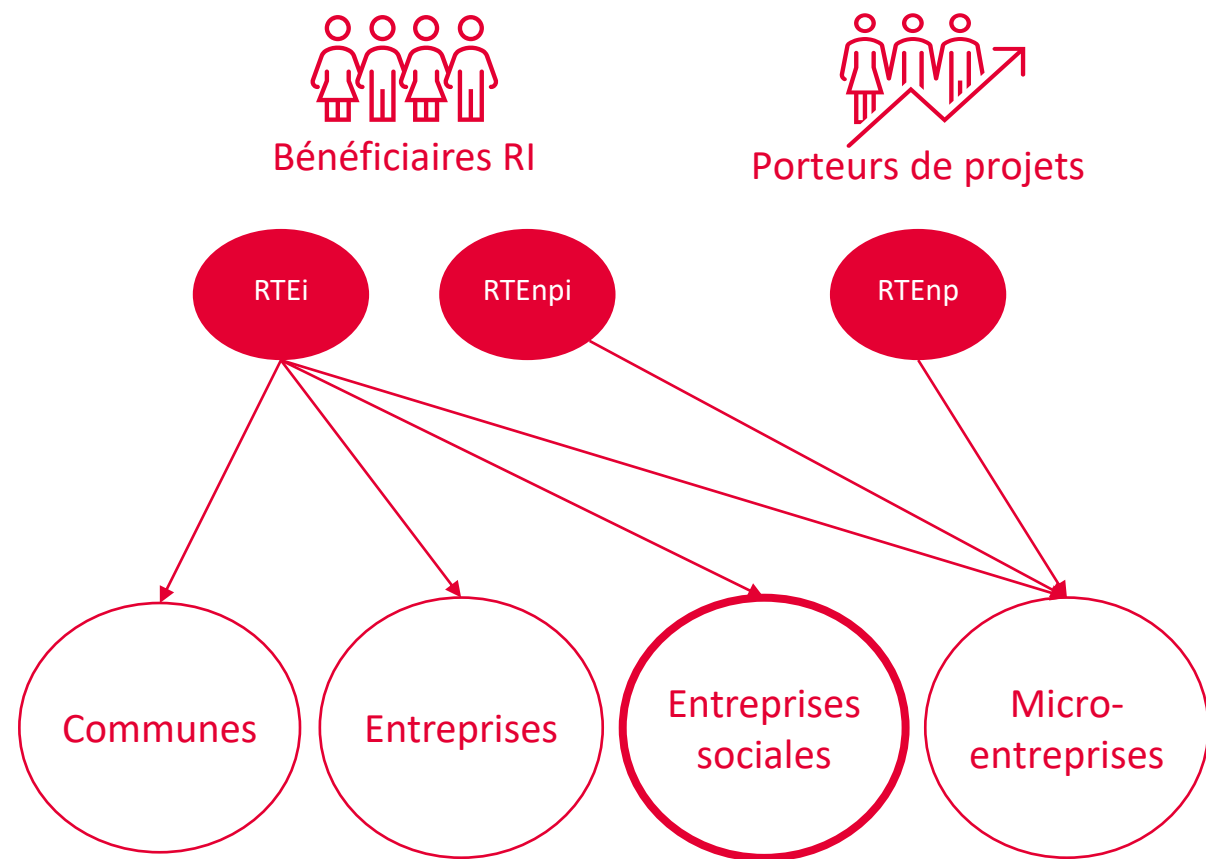 Bénéficiaires RI
Porteurs de projets
RTEi
RTEnpi
RTEnp
Communes
Entreprises
Entreprises
sociales
Micro-
entreprises